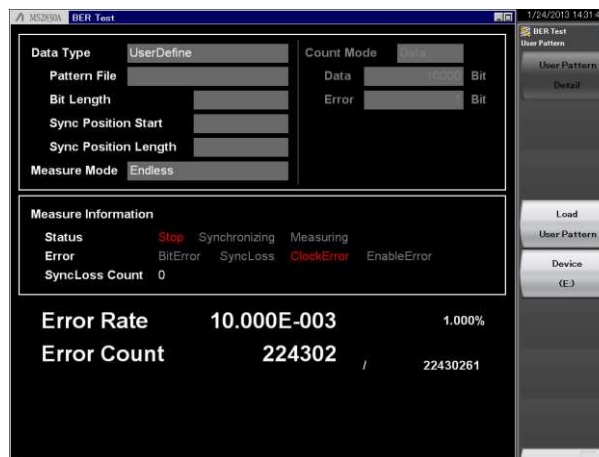 MS2830A BER Test
1/24/2013 14:31:4
BER Test
User Pattern
Data Type UserDefine
Count Mode Data
User Pattern
Detail
Pattern File
Data 10000 Bit
Bit Length
Error 1 Bit
Sync Position Start
Sync Position Length
Measure Mode Endless
Measure Information
Load
User Pattern
Status Stop Synchronizing Measuring
Error BitError SyncLoss ClockError EnableError
SyncLoss Count 0
Device
(E:)
Error Rate 10.000E-003 1.000%
Error Count 224302 / 22430261